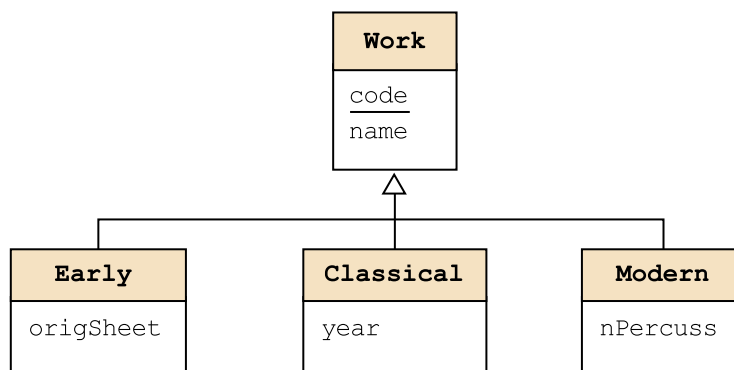 Work
code
name
Early
Classical
Modern
origSheet
year
nPercuss